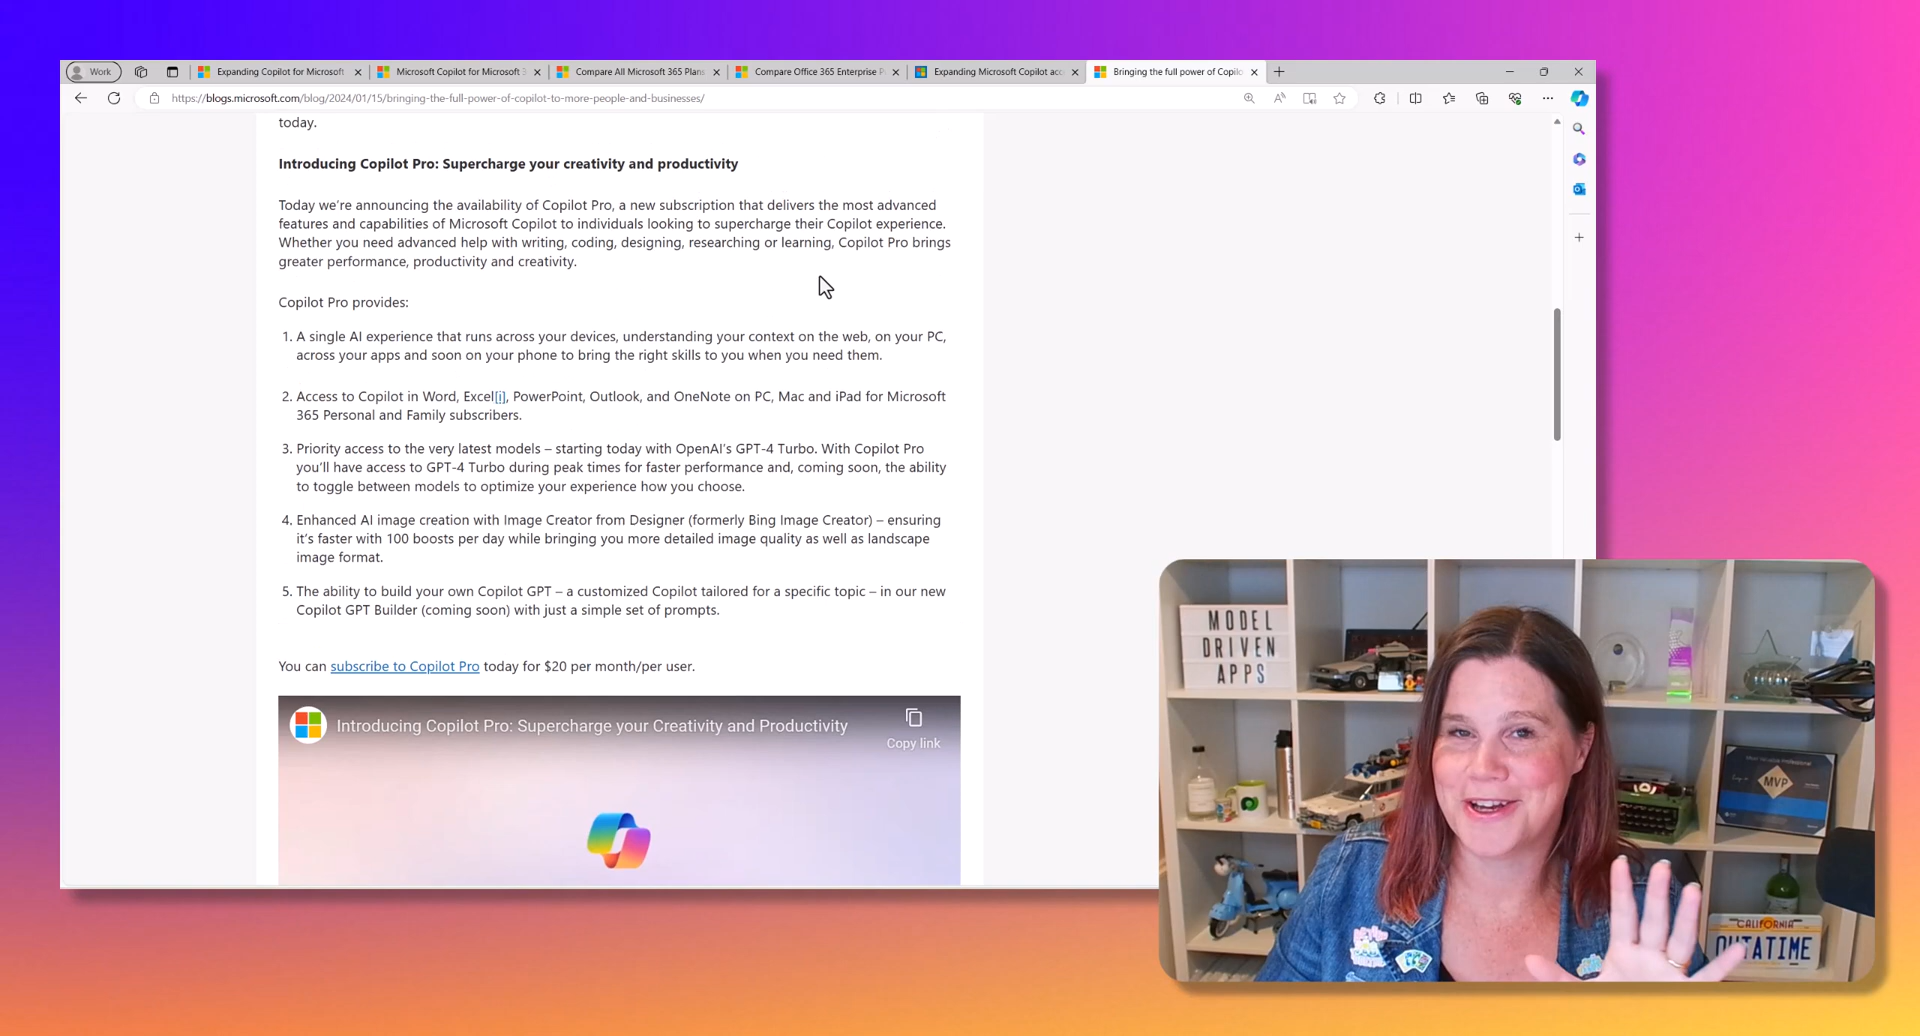 Work
Expanding Copilot for Microsoft
Microsoft Copilot for Microsoft 3
Compare All Microsoft 365 Plans
Compare Office 365 Enterprise P
Expanding Microsoft Copilot acc
Bringing the full power of Copilo
https://blogs.microsoft.com/blog/2024/01/15/bringing-the-full-power-of-copilot-to-more-people-and-businesses/
today.
Introducing Copilot Pro: Supercharge your creativity and productivity
Today we're announcing the availability of Copilot Pro, a new subscription that delivers the most advanced
features and capabilities of Microsoft Copilot to individuals looking to supercharge their Copilot experience.
Whether you need advanced help with writing, coding, designing, researching or learning, Copilot Pro brings
greater performance, productivity and creativity.
Copilot Pro provides:
1. A single AI experience that runs across your devices, understanding your context on the web, on your PC,
across your apps and soon on your phone to bring the right skills to you when you need them.
2. Access to Copilot in Word, Excel[i], PowerPoint, Outlook, and OneNote on PC, Mac and iPad for Microsoft
365 Personal and Family subscribers.
3. Priority access to the very latest models – starting today with OpenAI's GPT-4 Turbo. With Copilot Pro
you'll have access to GPT-4 Turbo during peak times for faster performance and, coming soon, the ability
to toggle between models to optimize your experience how you choose.
4. Enhanced AI image creation with Image Creator from Designer (formerly Bing Image Creator) – ensuring
it's faster with 100 boosts per day while bringing you more detailed image quality as well as landscape
image format.
5. The ability to build your own Copilot GPT – a customized Copilot tailored for a specific topic – in our new
Copilot GPT Builder (coming soon) with just a simple set of prompts.
You can subscribe to Copilot Pro today for $20 per month/per user.
Introducing Copilot Pro: Supercharge your Creativity and Productivity
Copy link
MODEL
DRIVEN
APPS
MVP
CALIFORNIA
OUTATIME